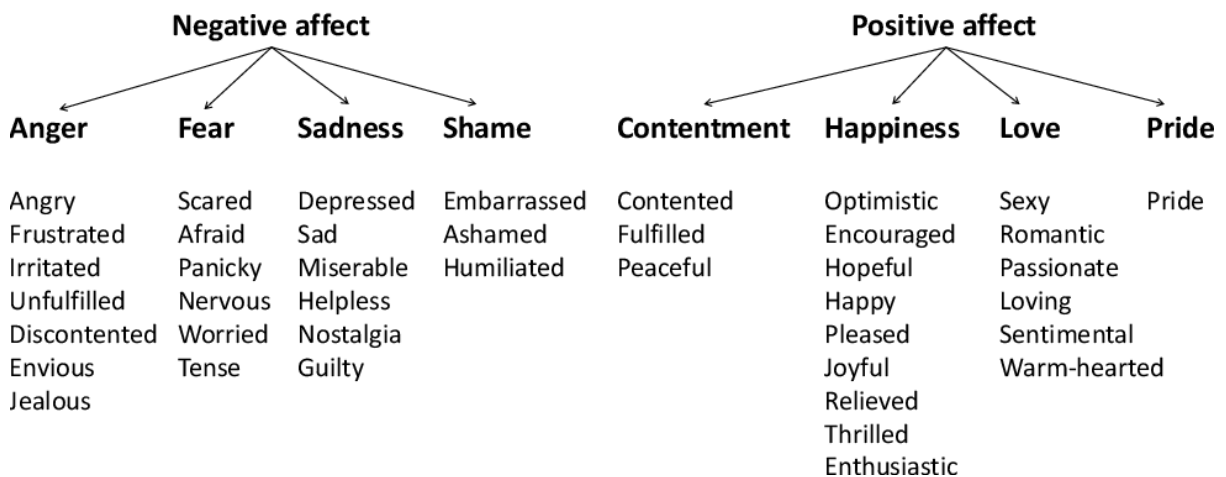 Negative affect Positive affect
Anger Fear Sadness Shame Contentment Happiness Love Pride
Angry Scared Depressed Embarrassed Contented Optimistic Sexy Pride
Frustrated Afraid Sad Ashamed Fulfilled Encouraged Romantic
Irritated Panicky Miserable Humiliated Peaceful Hopeful Passionate
Unfulfilled Nervous Helpless Happy Loving
Discontented Worried Nostalgia Pleased Sentimental
Envious Tense Guilty Joyful Warm-hearted
Jealous Relieved
Thrilled
Enthusiastic